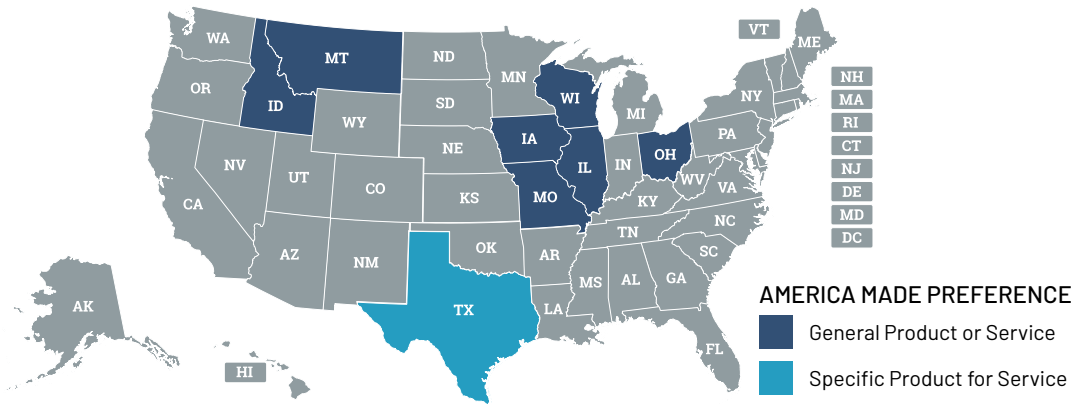 WA
MT
ND
MN
VT
ME
OR
ID
WY
SD
WI
MI
NY
NH
MA
RI
CT
NJ
DE
MD
DC
NV
UT
CO
NE
IA
IL
IN
OH
PA
CA
KS
MO
KY
WV
VA
AZ
NM
OK
AR
TN
NC
SC
TX
LA
MS
AL
GA
FL
AK
HI
AMERICA MADE PREFERENCE
General Product or Service
Specific Product for Service